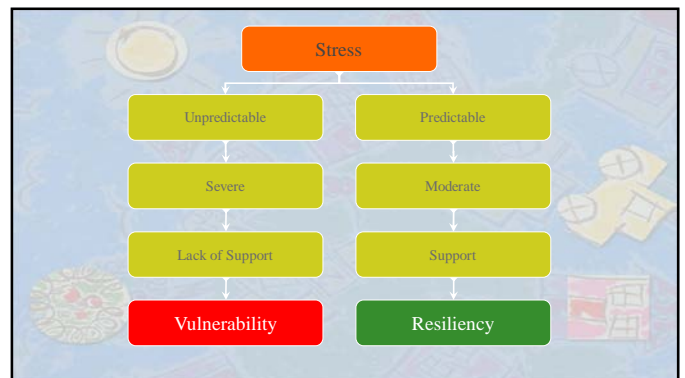 Stress
Unpredictable
Predictable
Severe
Moderate
Lack of Support
Support
Vulnerability
Resiliency